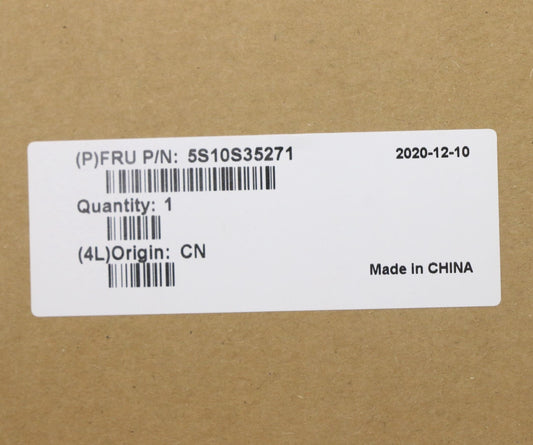 (P)FRU P/N: 5S10S35271 2020-12-10
Quantity: 1
(4L)Origin: CN
Made In CHINA